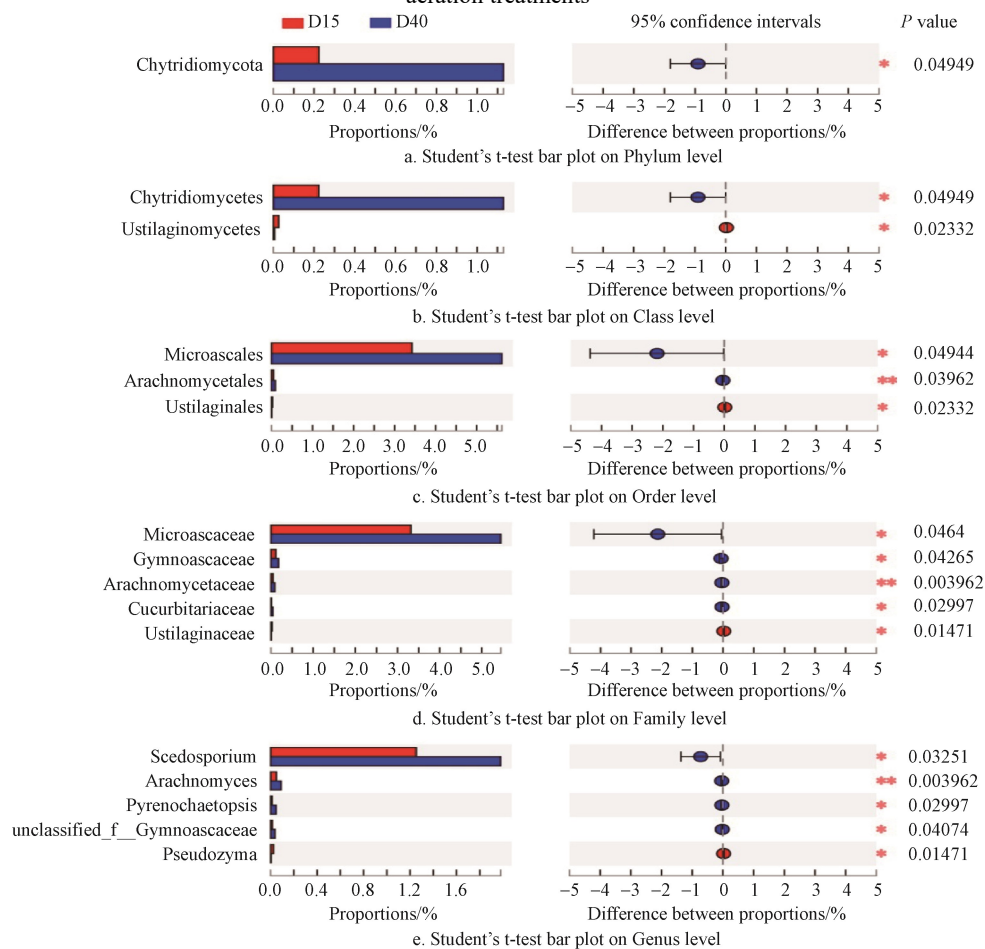 aeration treatments
D15 D40 95% confidence intervals P value
Chytridiomycota * 0.04949
0.0 0.2 0.4 0.6 0.8 1.0 −5 −4 −3 −2 −1 0 1 2 3 4 5
Proportions/% Difference between proportions/%
a. Student's t-test bar plot on Phylum level
Chytridiomycetes * 0.04949
Ustilaginomycetes * 0.02332
0.0 0.2 0.4 0.6 0.8 1.0 −5 −4 −3 −2 −1 0 1 2 3 4 5
Proportions/% Difference between proportions/%
b. Student's t-test bar plot on Class level
Microascales * 0.04944
Arachnomycetales ** 0.03962
Ustilaginales * 0.02332
0.0 1.0 2.0 3.0 4.0 5.0 −5 −4 −3 −2 −1 0 1 2 3 4 5
Proportions/% Difference between proportions/%
c. Student's t-test bar plot on Order level
Microascaceae * 0.0464
Gymnoascaceae * 0.04265
Arachnomycetaceae ** 0.003962
Cucurbitariaceae * 0.02997
Ustilaginaceae * 0.01471
0.0 1.0 2.0 3.0 4.0 5.0 −5 −4 −3 −2 −1 0 1 2 3 4 5
Proportions/% Difference between proportions/%
d. Student's t-test bar plot on Family level
Scedosporium * 0.03251
Arachnomyces ** 0.003962
Pyrenochaetopsis * 0.02997
unclassified_f__Gymnoascaceae * 0.04074
Pseudozyma * 0.01471
0.0 0.4 0.8 1.2 1.6 −5 −4 −3 −2 −1 0 1 2 3 4 5
Proportions/% Difference between proportions/%
e. Student's t-test bar plot on Genus level